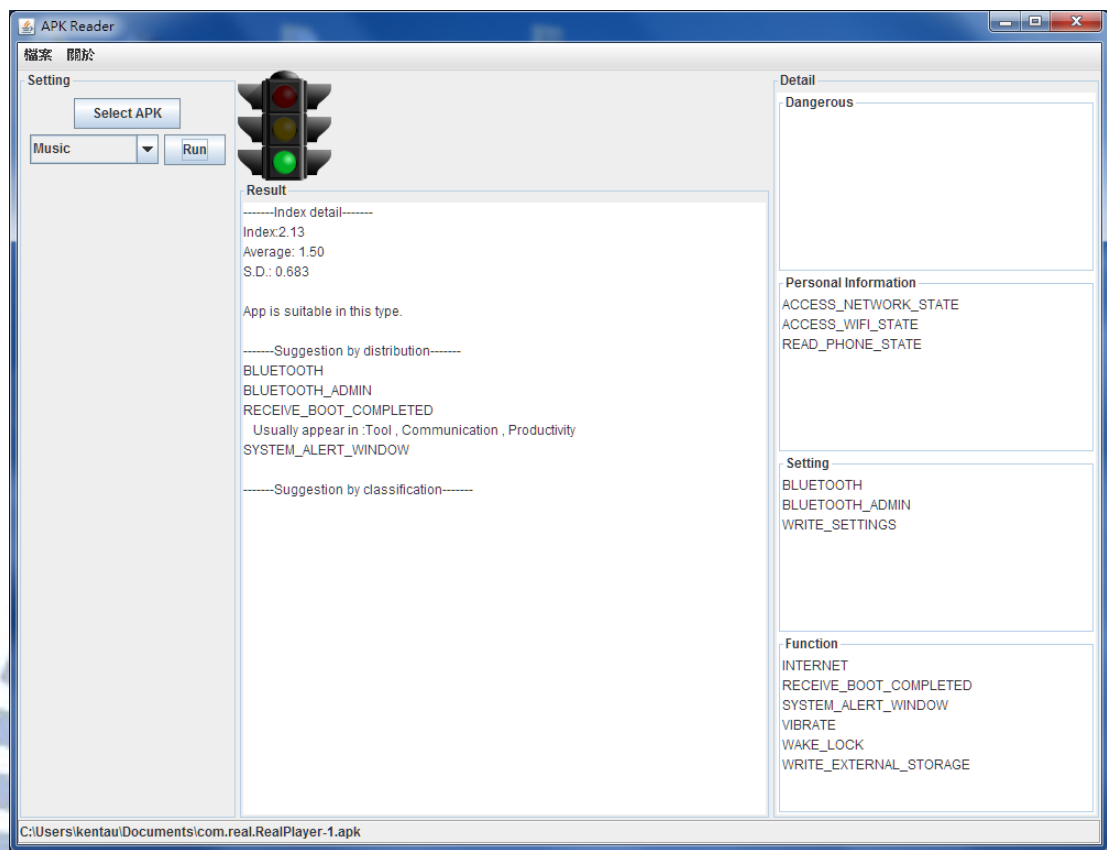 APK Reader
檔案 關於
Setting
Select APK
Music
Run
Result
-------Index detail-------
Index:2.13
Average: 1.50
S.D.: 0.683
App is suitable in this type.
-------Suggestion by distribution-------
BLUETOOTH
BLUETOOTH_ADMIN
RECEIVE_BOOT_COMPLETED
Usually appear in :Tool , Communication , Productivity
SYSTEM_ALERT_WINDOW
-------Suggestion by classification-------
Detail
Dangerous
Personal Information
ACCESS_NETWORK_STATE
ACCESS_WIFI_STATE
READ_PHONE_STATE
Setting
BLUETOOTH
BLUETOOTH_ADMIN
WRITE_SETTINGS
Function
INTERNET
RECEIVE_BOOT_COMPLETED
SYSTEM_ALERT_WINDOW
VIBRATE
WAKE_LOCK
WRITE_EXTERNAL_STORAGE
C:\Users\kentau\Documents\com.real.RealPlayer-1.apk